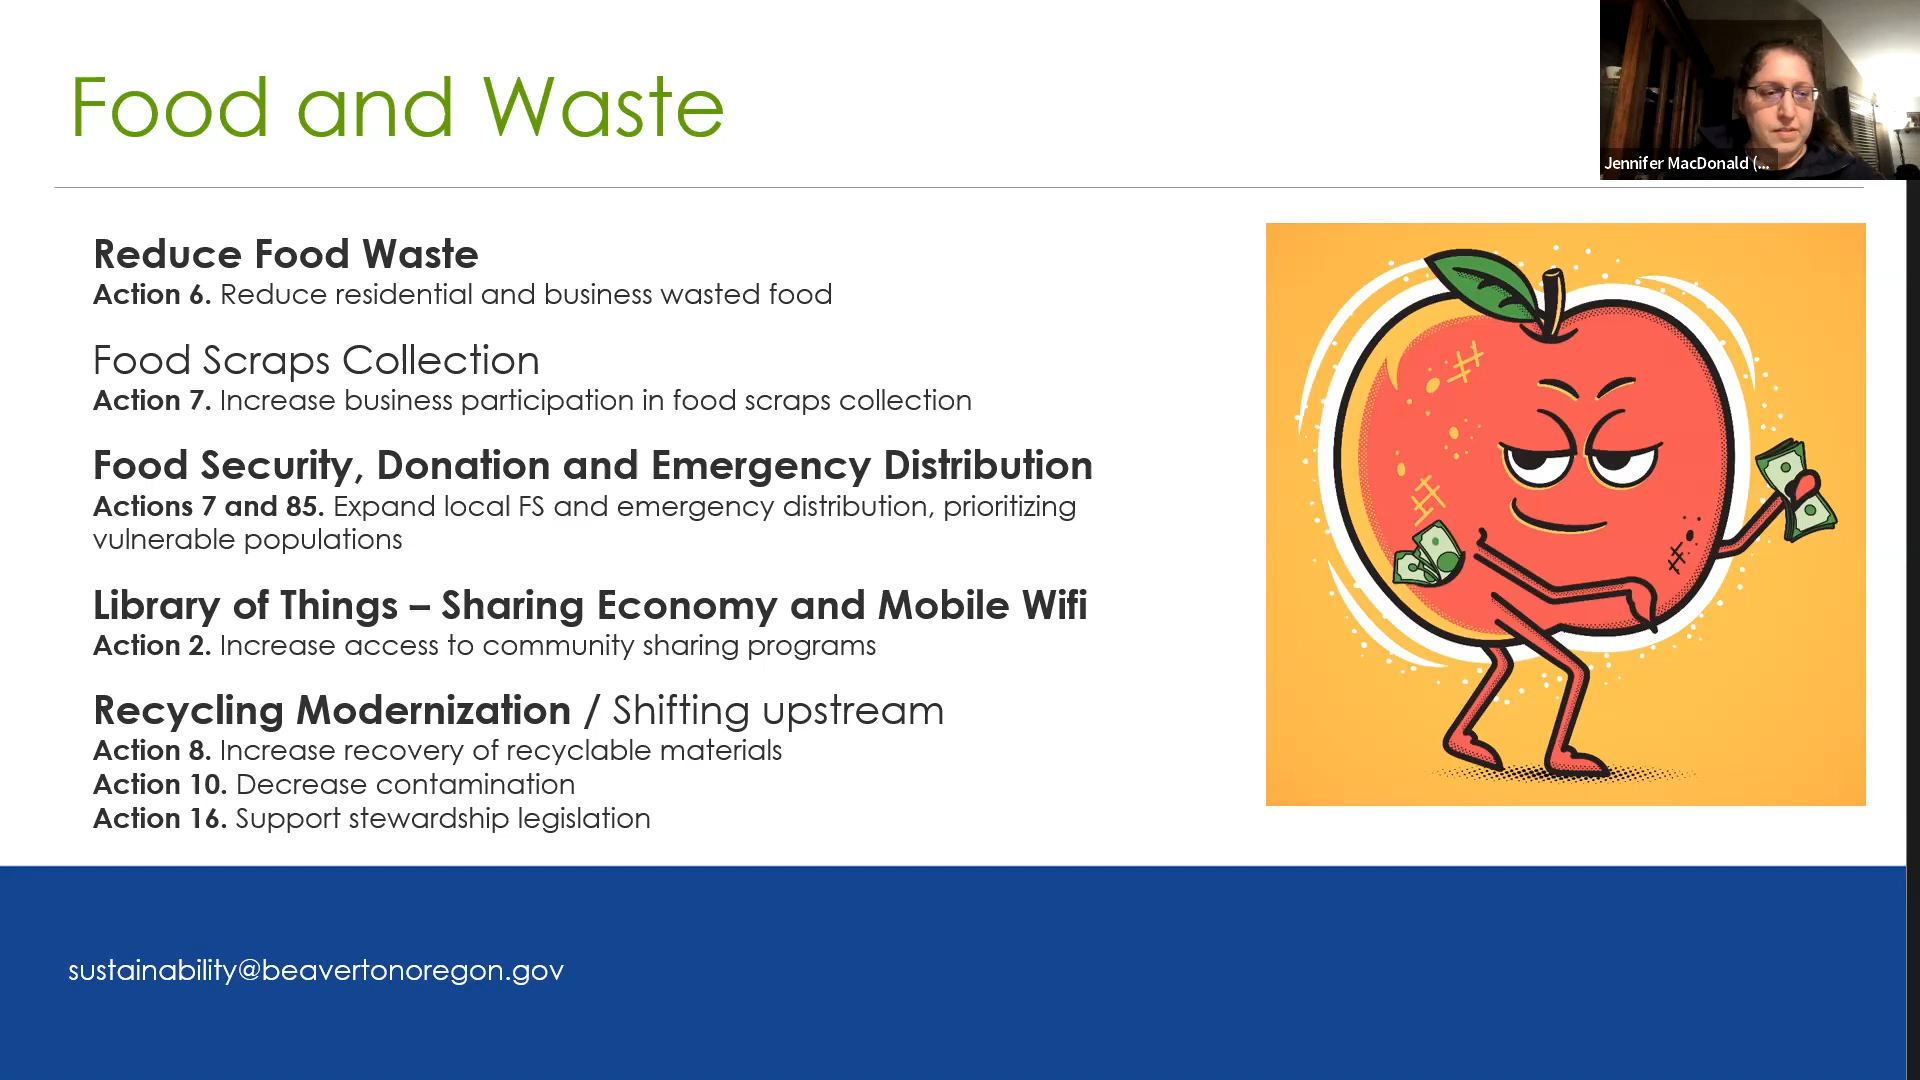 Food and Waste
Jennifer MacDonald (...
Reduce Food Waste
Action 6. Reduce residential and business wasted food
Food Scraps Collection
Action 7. Increase business participation in food scraps collection
Food Security, Donation and Emergency Distribution
Actions 7 and 85. Expand local FS and emergency distribution, prioritizing
vulnerable populations
Library of Things – Sharing Economy and Mobile Wifi
Action 2. Increase access to community sharing programs
Recycling Modernization / Shifting upstream
Action 8. Increase recovery of recyclable materials
Action 10. Decrease contamination
Action 16. Support stewardship legislation
sustainability@beavertonoregon.gov